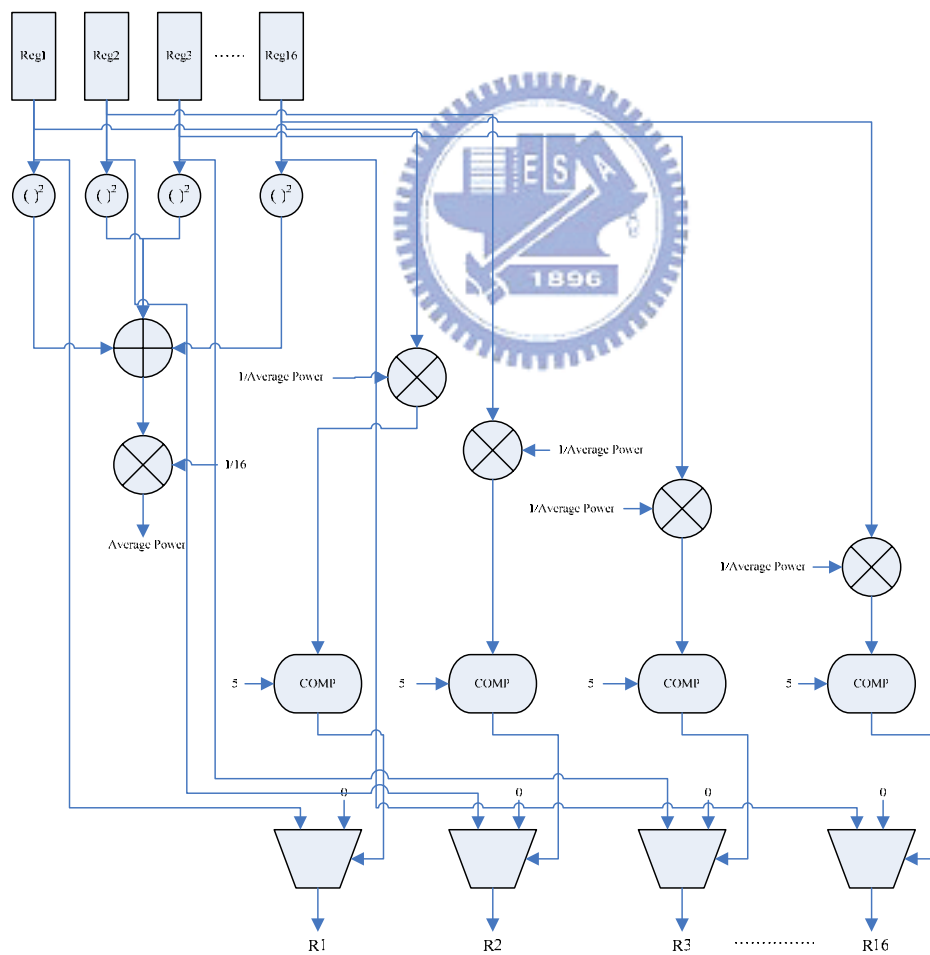 Reg1 Reg2 Reg3 ...... Reg16
E S A
( )² ( )² ( )² ( )²
1896
1/Average Power
1/Average Power
1/16
1/Average Power
Average Power
1/Average Power
5 COMP 5 COMP 5 COMP 5 COMP
0 0 0 0
R1 R2 R3 ................ R16